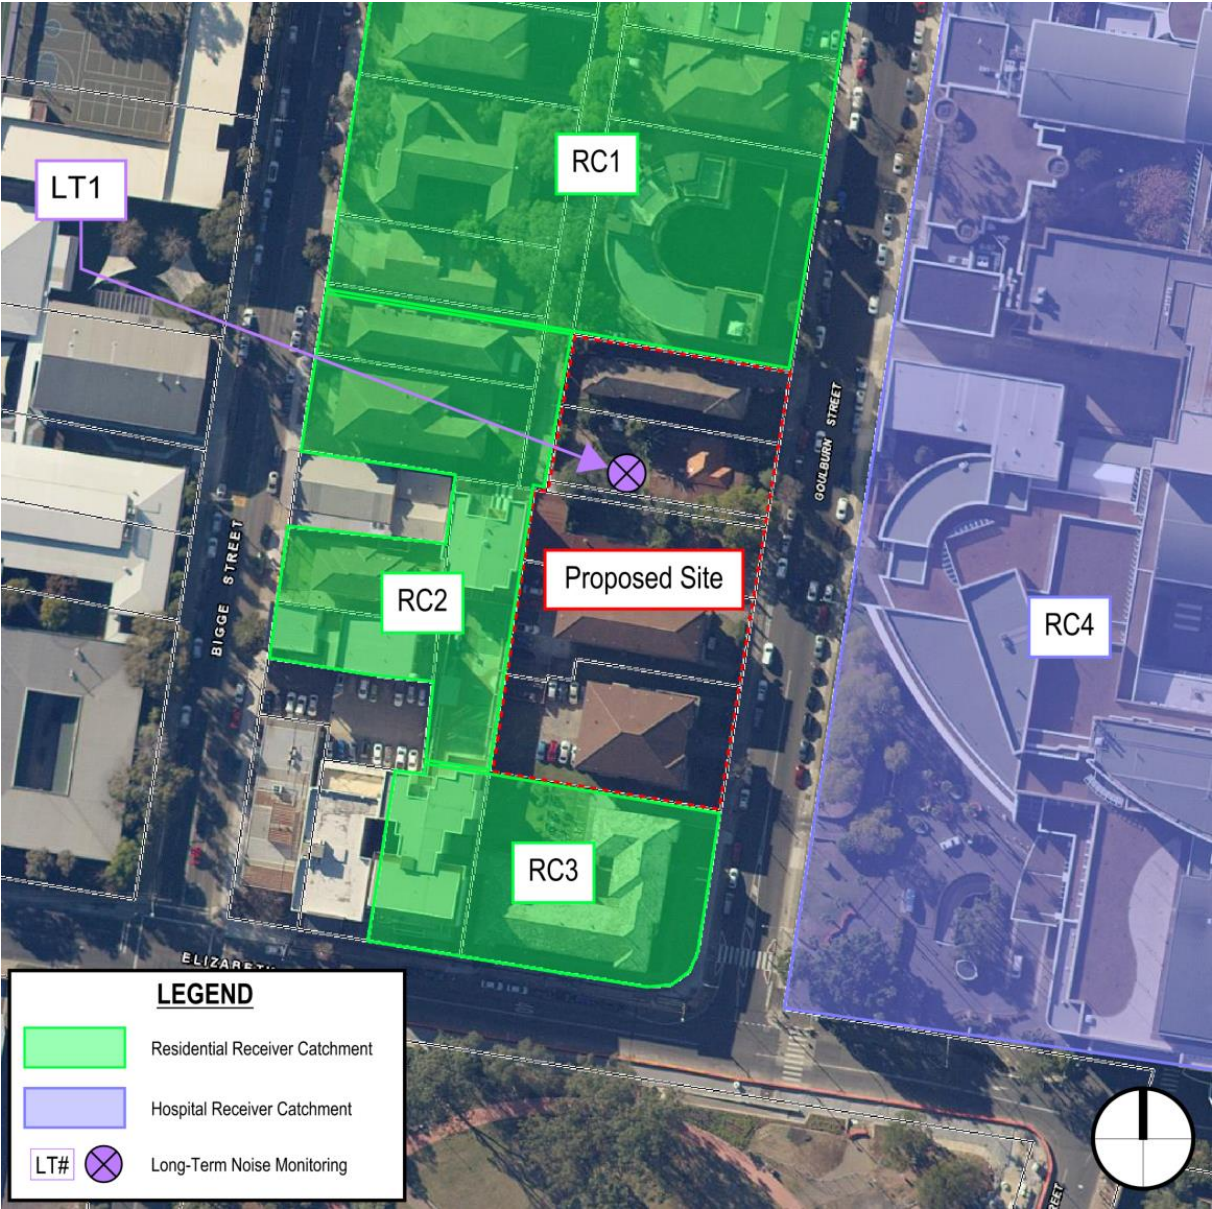 RC1
LT1
GOULBURN STREET
Proposed Site
BIGGE STREET
RC2
RC4
RC3
LEGEND
Residential Receiver Catchment
Hospital Receiver Catchment
LT# Long-Term Noise Monitoring